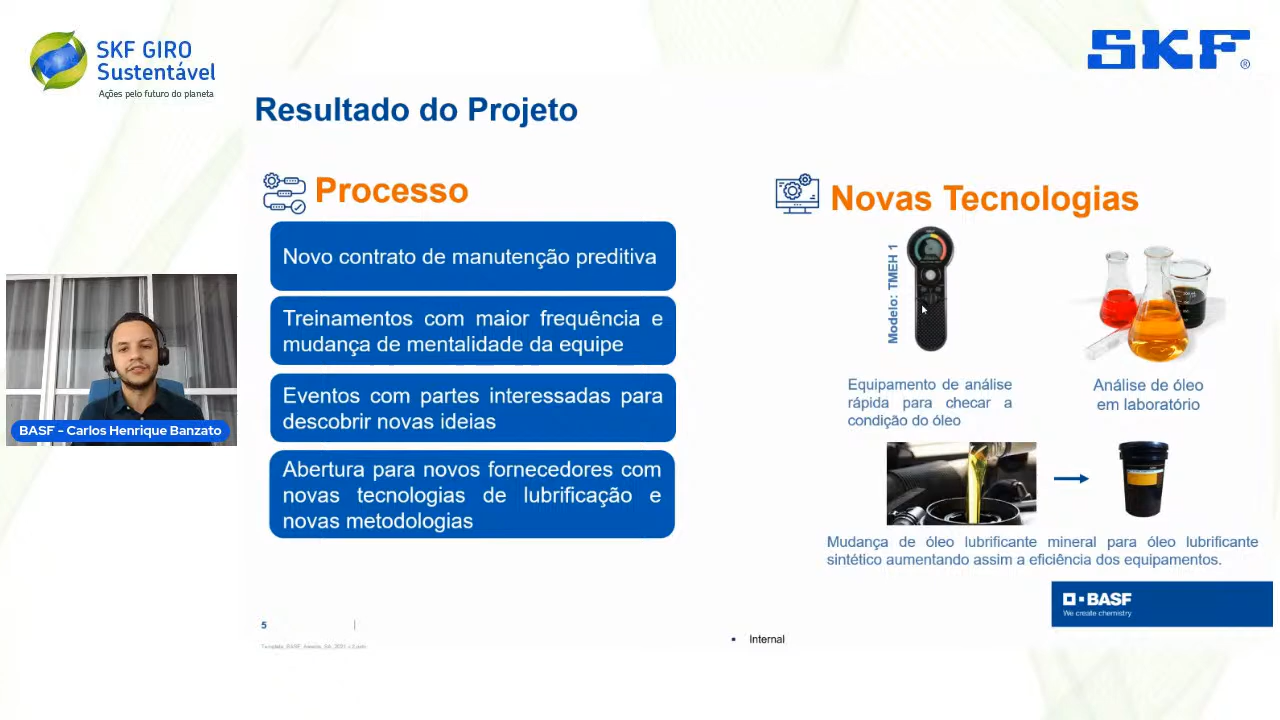 SKF GIRO
Sustentável
Ações pelo futuro do planeta
SKF®
Resultado do Projeto
Processo
Novo contrato de manutenção preditiva
Treinamentos com maior frequência e
mudança de mentalidade da equipe
Eventos com partes interessadas para
descobrir novas ideias
Abertura para novos fornecedores com
novas tecnologias de lubrificação e
novas metodologias
Novas Tecnologias
Modelo: TMEH 1
Equipamento de análise
rápida para checar a
condição do óleo
Análise de óleo
em laboratório
Mudança de óleo lubrificante mineral para óleo lubrificante
sintético aumentando assim a eficiência dos equipamentos.
BASF - Carlos Henrique Banzato
BASF
We create chemistry
5
Internal